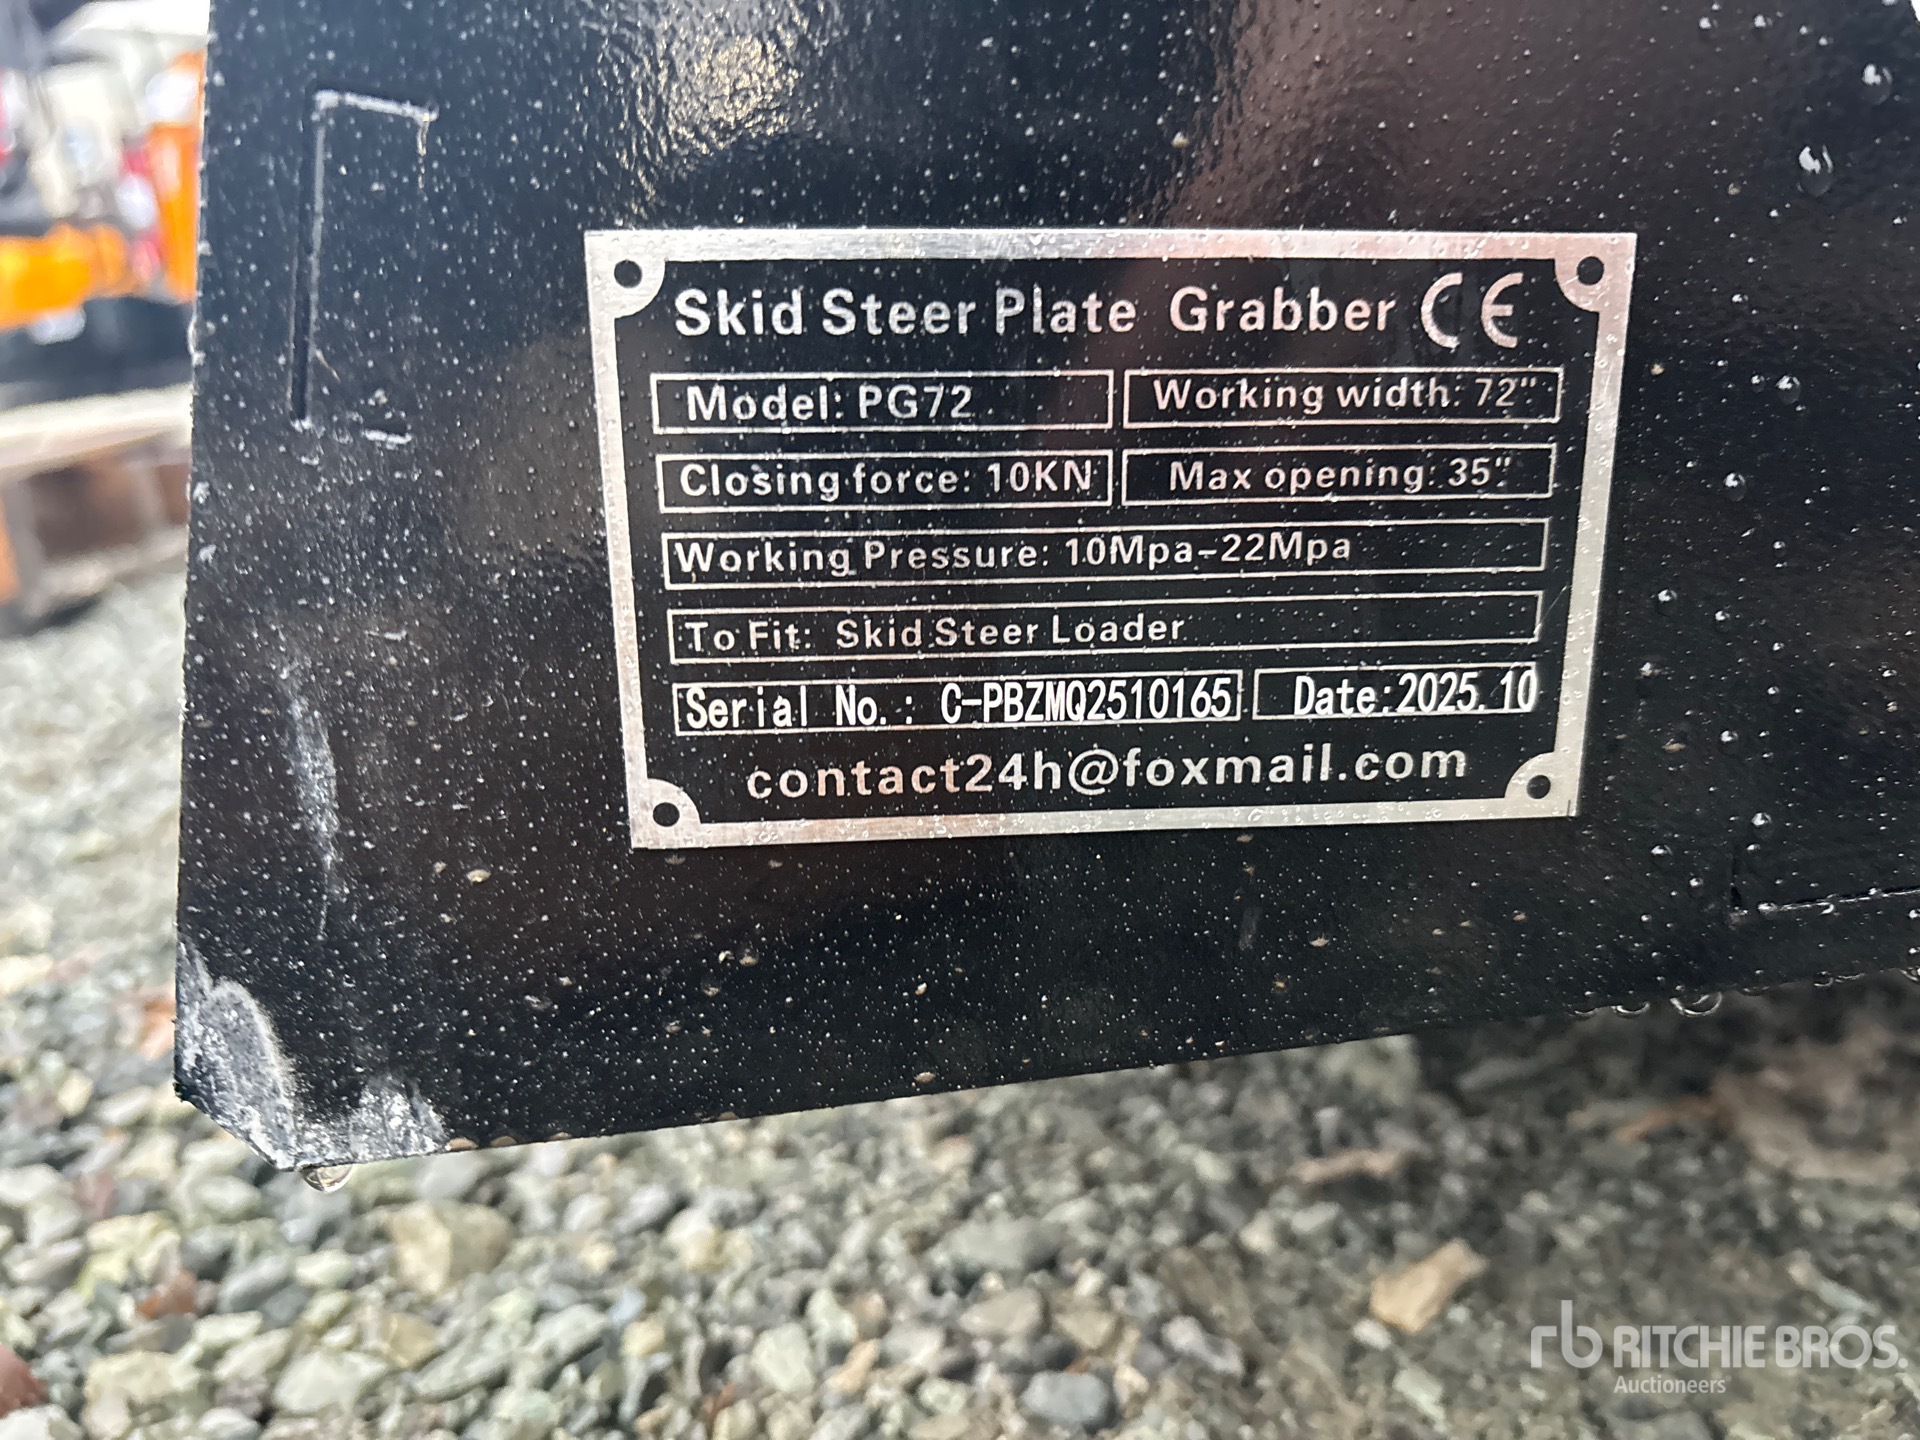 Skid Steer Plate Grabber CE
Model: PG72 Working width: 72"
Closing force: 10KN Max opening: 35"
Working Pressure: 10Mpa-22Mpa
To Fit: Skid Steer Loader
Serial No.: C-PBZMQ2510165 Date:2025.10
contact24h@foxmail.com
rb RITCHIE BROS.
Auctioneers